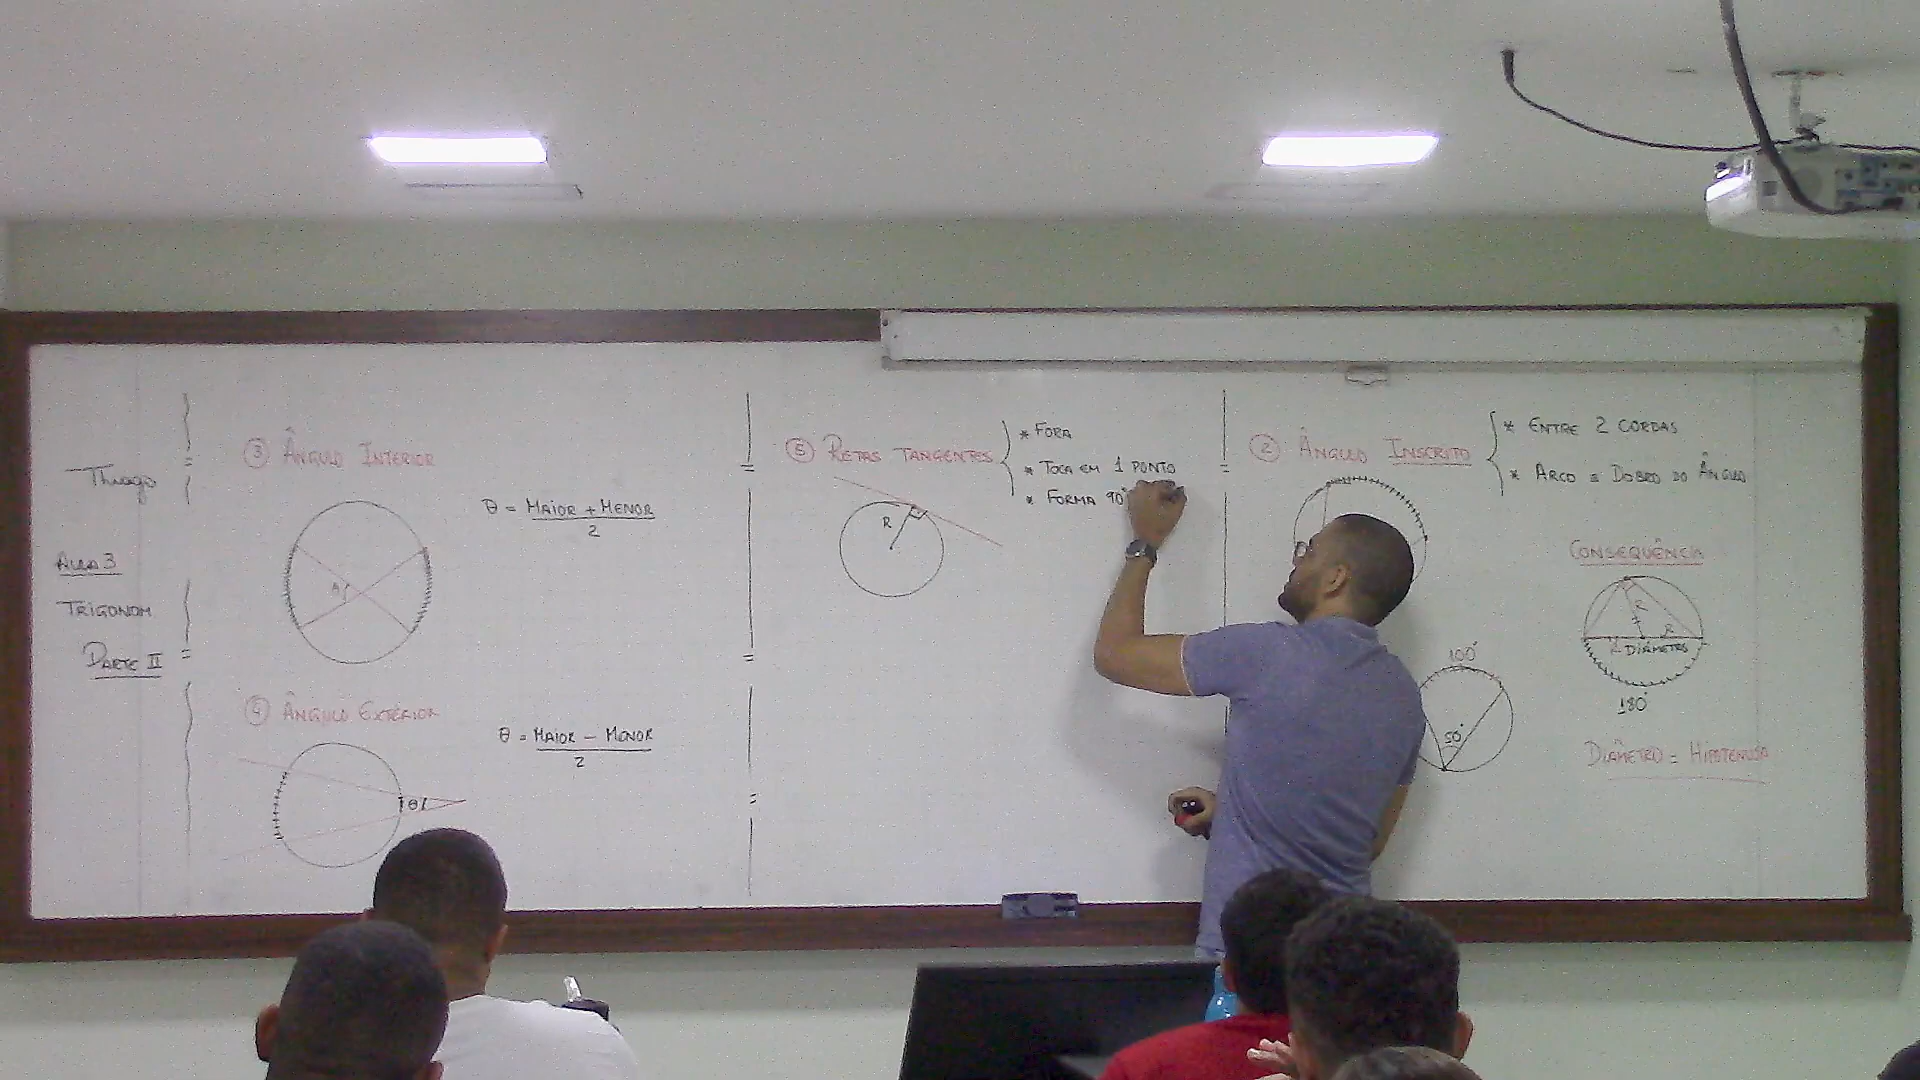 Thiago
Aula 3
Trigonom
Parte II
3 Ângulo Interior
θ = Maior + Menor
2
θ
4 Ângulo Exterior
θ = Maior - Menor
2
θ
5 Retas Tangentes
* Fora
* Toca em 1 ponto
* Forma 90°
R
2 Ângulo Inscrito
* Entre 2 cordas
* Arco = Dobro do Ângulo
100°
50°
Consequência
R
R
R
Diâmetro
180°
Diâmetro = Hipotenusa